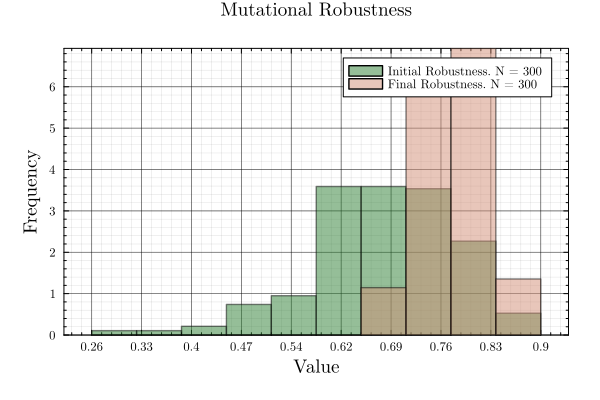 Mutational Robustness
Initial Robustness. N = 300
Final Robustness. N = 300
Frequency
6
5
4
3
2
1
0
0.26 0.33 0.4 0.47 0.54 0.62 0.69 0.76 0.83 0.9
Value